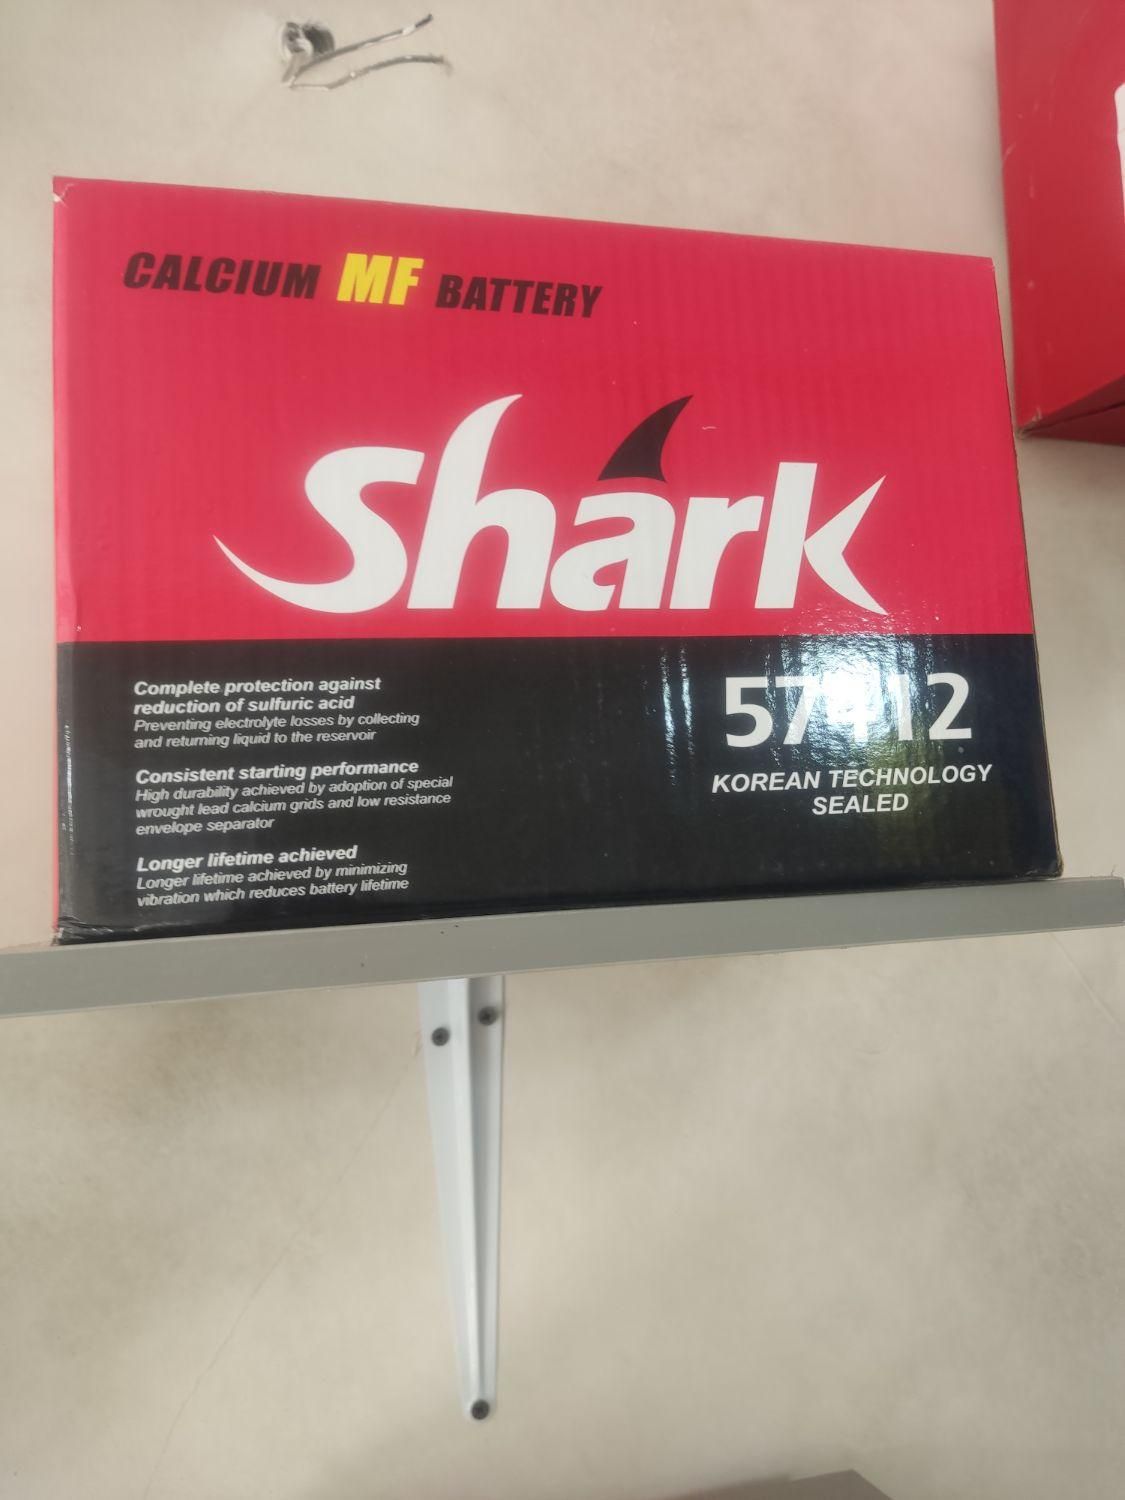 CALCIUM MF BATTERY
Shark
Complete protection against
reduction of sulfuric acid
Preventing electrolyte losses by collecting
and returning liquid to the reservoir
Consistent starting performance
High durability achieved by adoption of special
wrought lead calcium grids and low resistance
envelope separator
Longer lifetime achieved
Longer lifetime achieved by minimizing
vibration which reduces battery lifetime
KOREAN TECHNOLOGY
SEALED